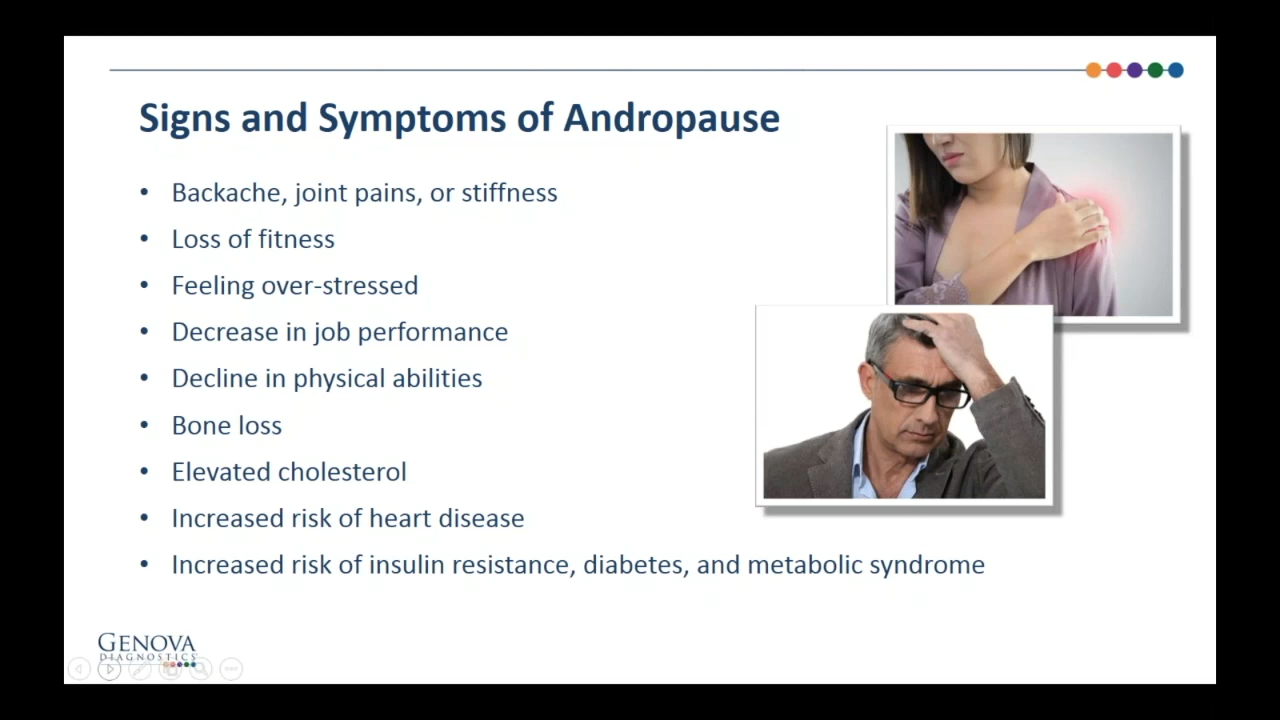 Signs and Symptoms of Andropause
• Backache, joint pains, or stiffness
• Loss of fitness
• Feeling over-stressed
• Decrease in job performance
• Decline in physical abilities
• Bone loss
• Elevated cholesterol
• Increased risk of heart disease
• Increased risk of insulin resistance, diabetes, and metabolic syndrome
GENOVA
DIAGNOSTICS